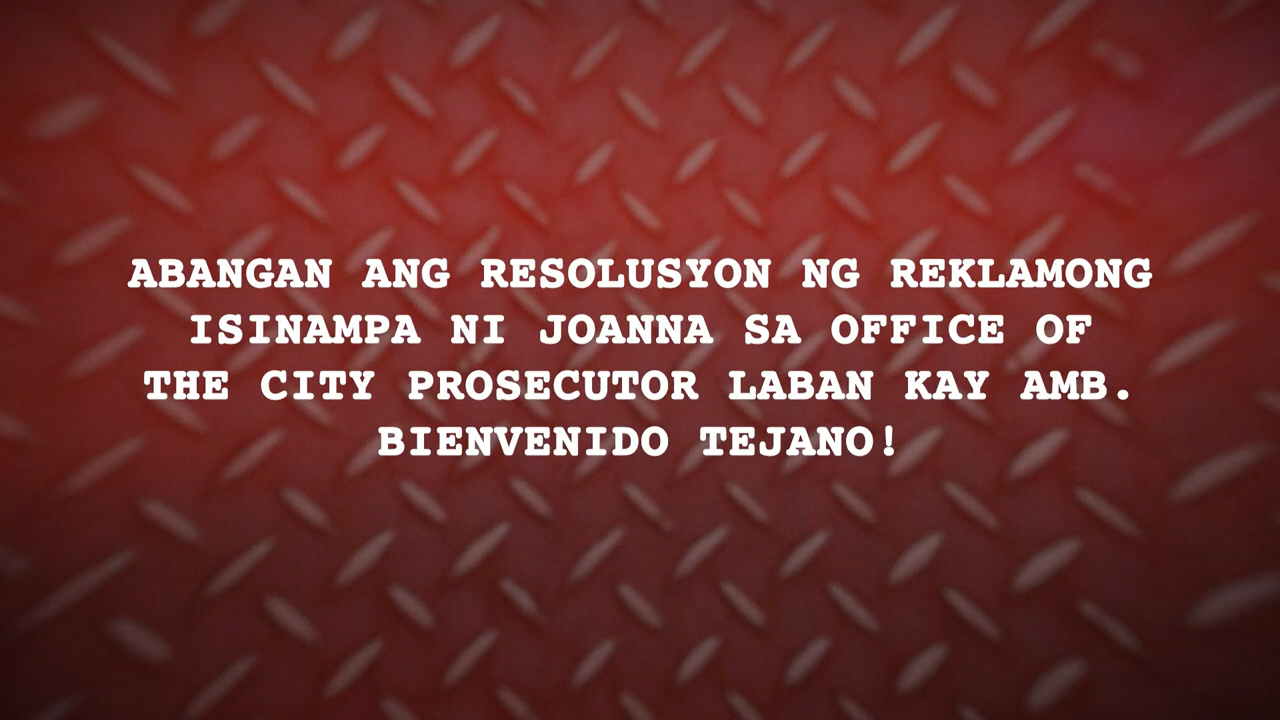 ABANGAN ANG RESOLUSYON NG REKLAMONG
ISINAMPA NI JOANNA SA OFFICE OF
THE CITY PROSECUTOR LABAN KAY AMB.
BIENVENIDO TEJANO!